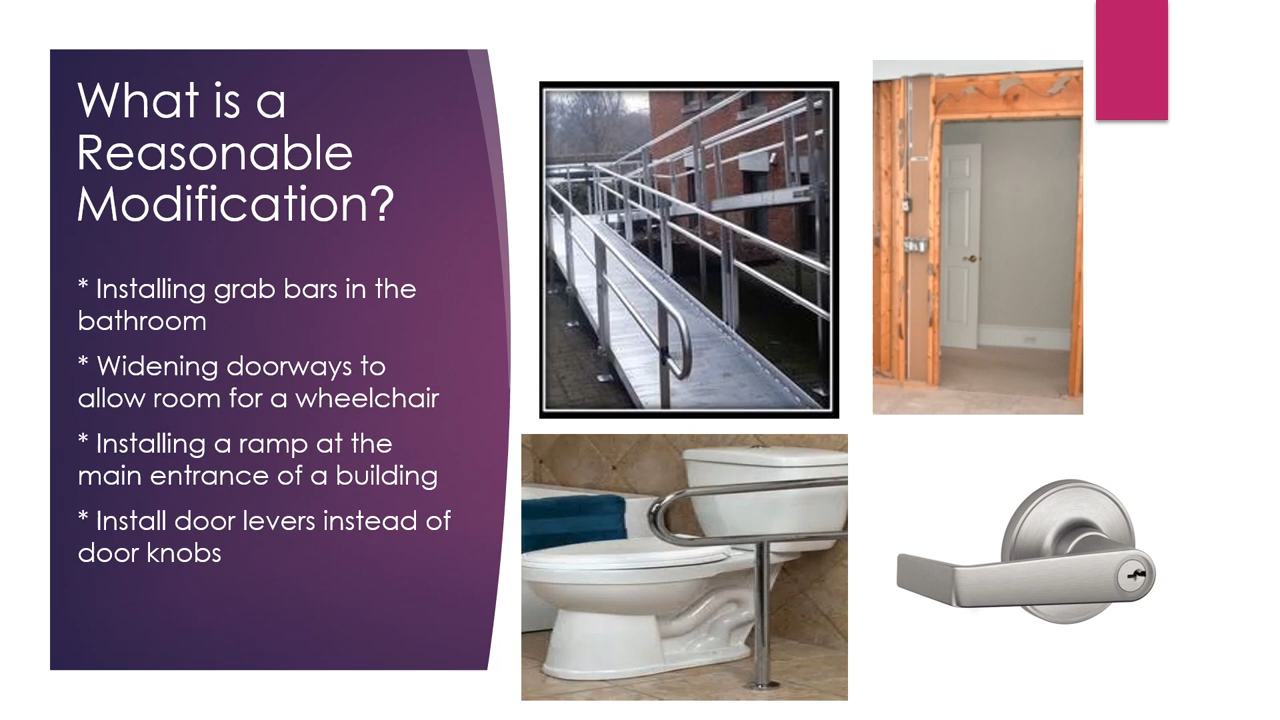 What is a
Reasonable
Modification?
* Installing grab bars in the
bathroom
* Widening doorways to
allow room for a wheelchair
* Installing a ramp at the
main entrance of a building
* Install door levers instead of
door knobs